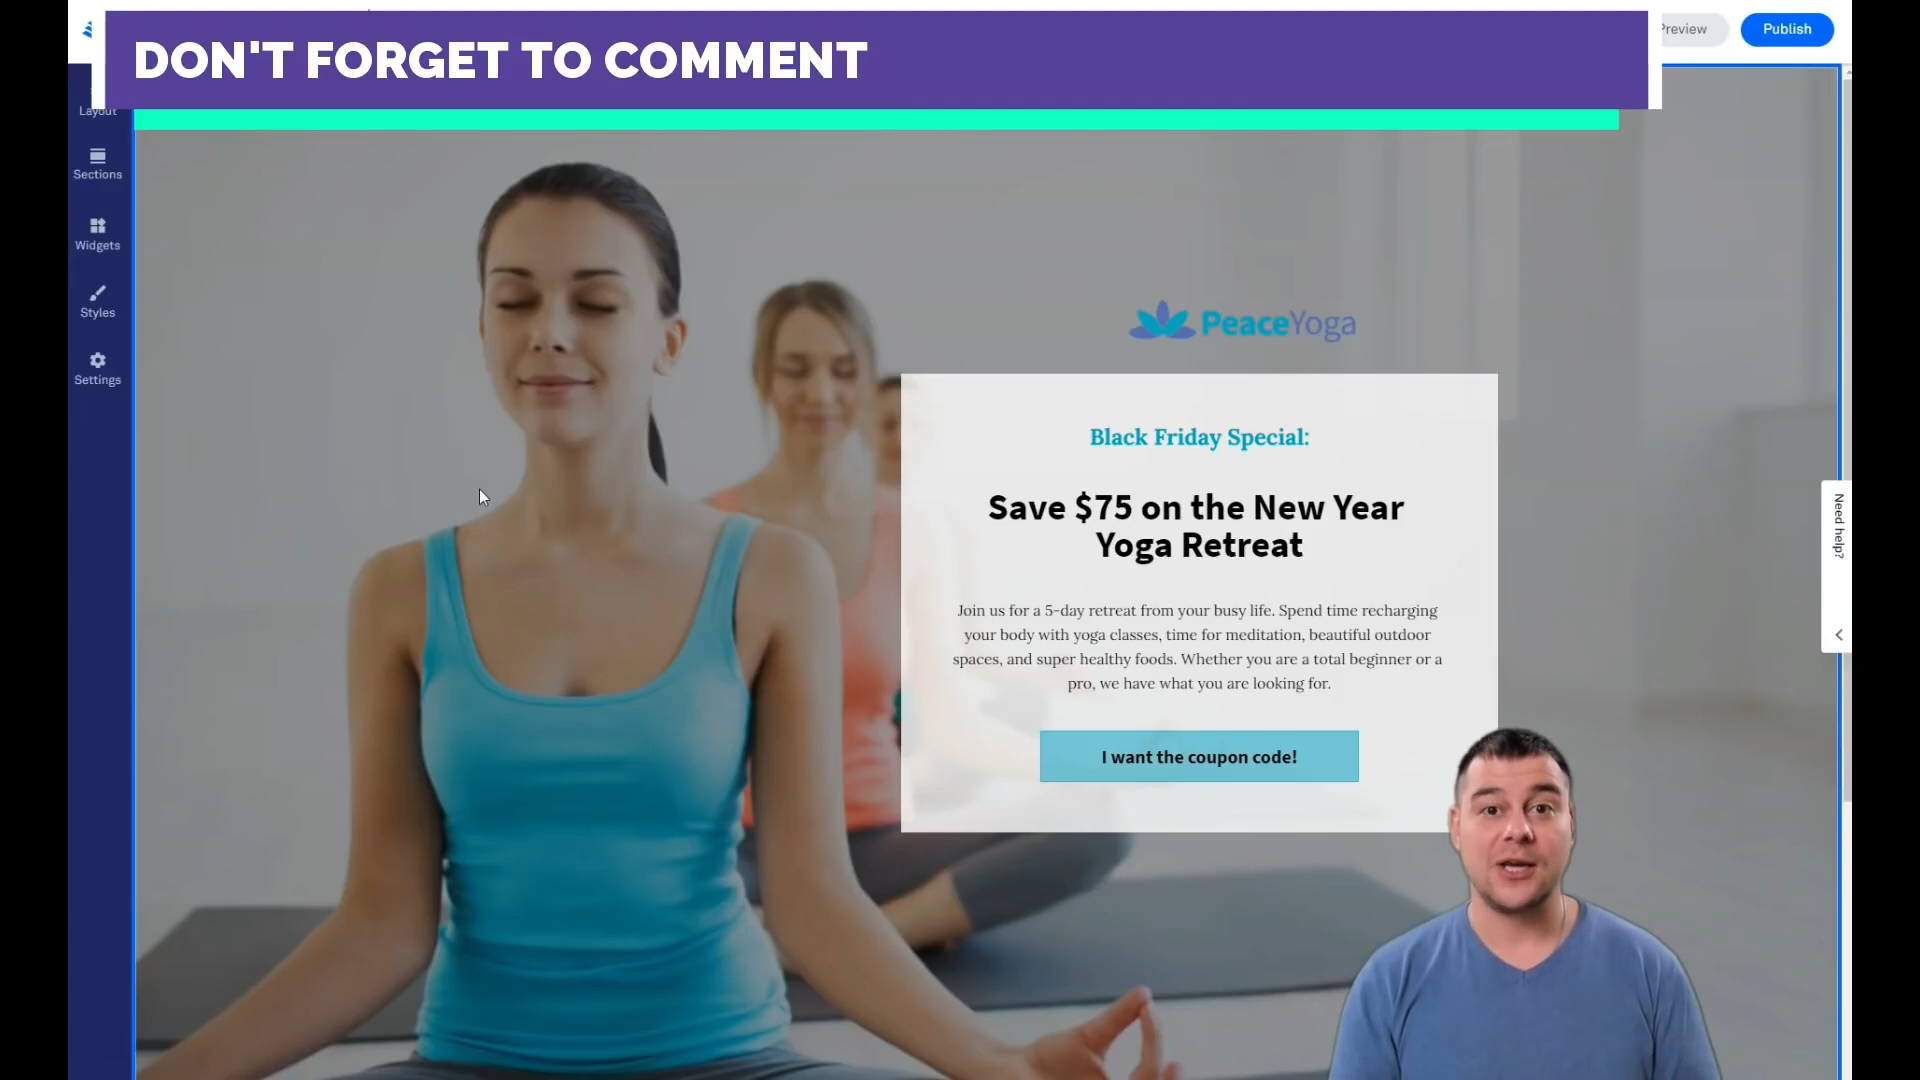 DON'T FORGET TO COMMENT
Preview
Publish
Layout
Sections
Widgets
Styles
Settings
PeaceYoga
Black Friday Special:
Save $75 on the New Year
Yoga Retreat
Join us for a 5-day retreat from your busy life. Spend time recharging
your body with yoga classes, time for meditation, beautiful outdoor
spaces, and super healthy foods. Whether you are a total beginner or a
pro, we have what you are looking for.
I want the coupon code!
Need help?